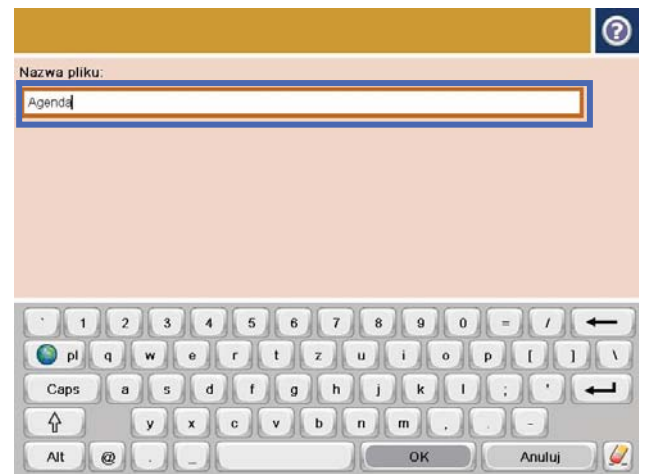 ?
Nazwa pliku:
Agenda
` 1 2 3 4 5 6 7 8 9 0 = / ←
pl q w e r t z u i o p [ ] \
Caps a s d f g h j k l ; '
y x c v b n m , . -
Alt @ . _ OK Anuluj